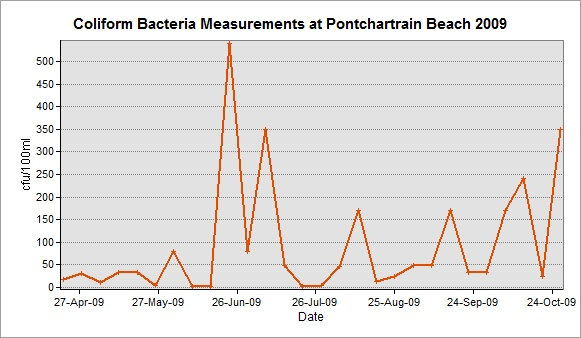 Coliform Bacteria Measurements at Pontchartrain Beach 2009
cfu/100ml
500
450
400
350
300
250
200
150
100
50
0
27-Apr-09 27-May-09 26-Jun-09 26-Jul-09 25-Aug-09 24-Sep-09 24-Oct-09
Date